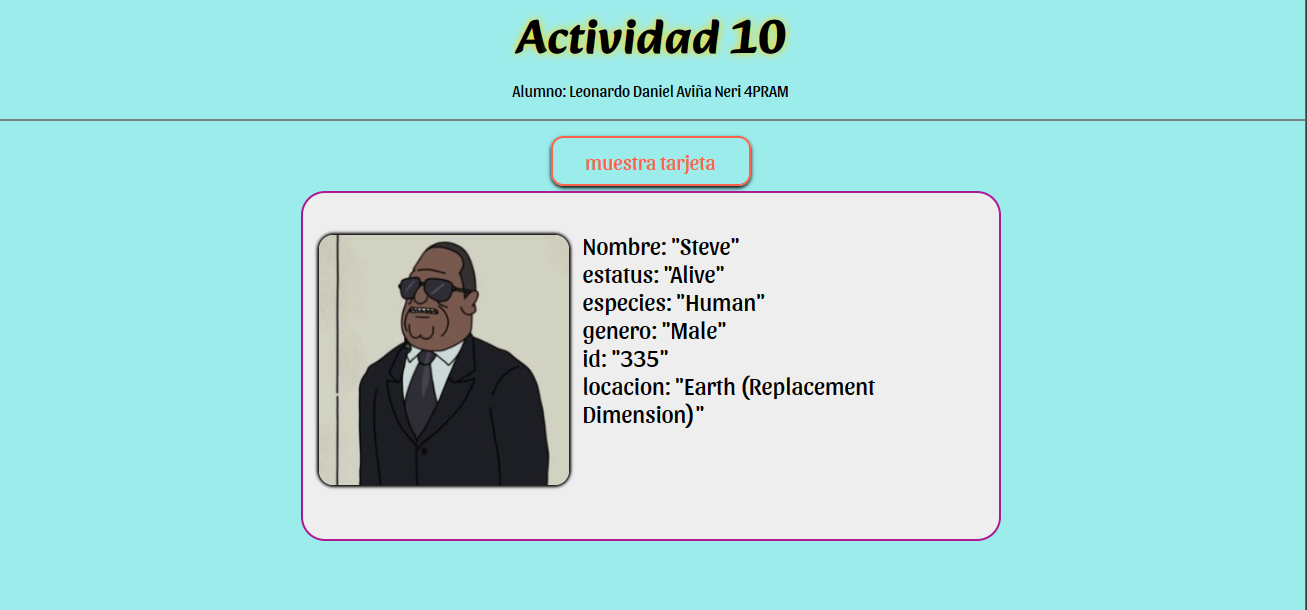 Actividad 10
Alumno: Leonardo Daniel Aviña Neri 4PRAM
muestra tarjeta
Nombre: "Steve"
estatus: "Alive"
especies: "Human"
genero: "Male"
id: "335"
locacion: "Earth (Replacement
Dimension)"